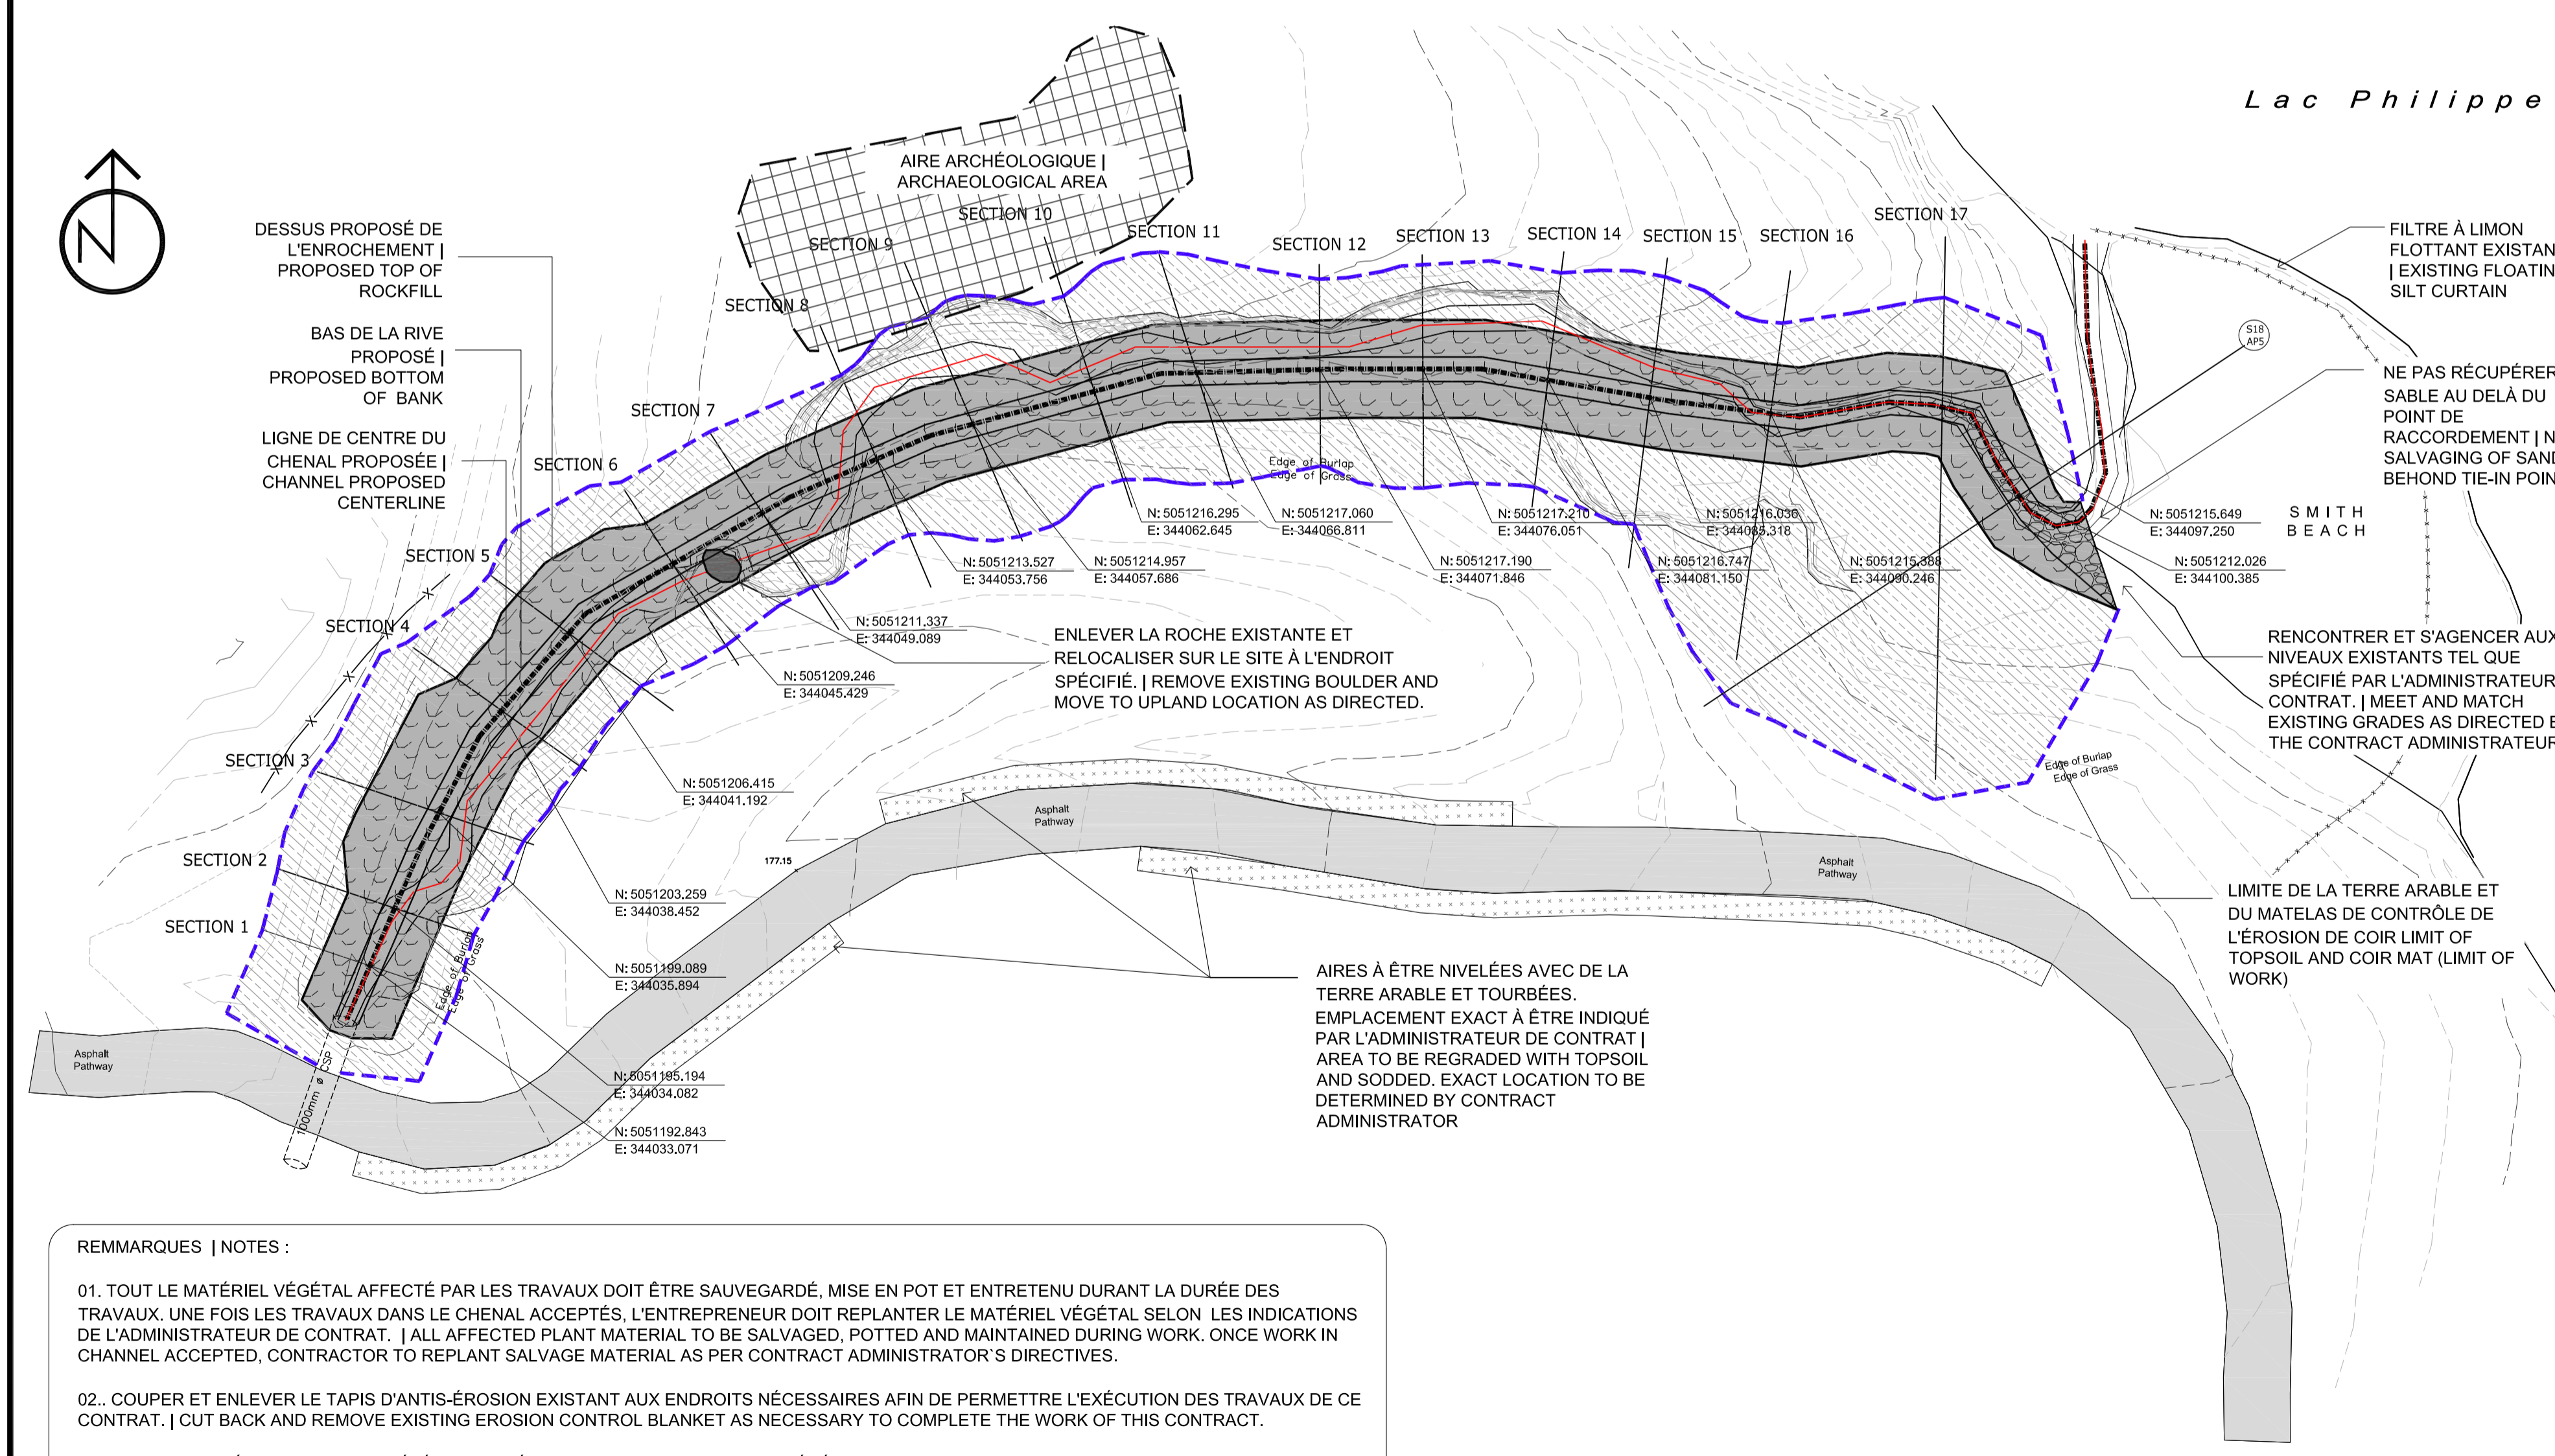 Lac Philippe
N
AIRE ARCHÉOLOGIQUE |
ARCHAEOLOGICAL AREA
SECTION 10
SECTION 9
SECTION 8
SECTION 11
SECTION 12
SECTION 13
SECTION 14
SECTION 15
SECTION 16
SECTION 17
DESSUS PROPOSÉ DE
L'ENROCHEMENT |
PROPOSED TOP OF
ROCKFILL
BAS DE LA RIVE
PROPOSÉ |
PROPOSED BOTTOM
OF BANK
LIGNE DE CENTRE DU
CHENAL PROPOSÉE |
CHANNEL PROPOSED
CENTERLINE
SECTION 7
SECTION 6
SECTION 5
SECTION 4
SECTION 3
SECTION 2
SECTION 1
FILTRE À LIMON
FLOTTANT EXISTAN
| EXISTING FLOATIN
SILT CURTAIN
S18
AP5
NE PAS RÉCUPÉRER
SABLE AU DELÀ DU
POINT DE
RACCORDEMENT | N
SALVAGING OF SAND
BEHOND TIE-IN POIN
SMITH
BEACH
Edge of Burlap
Edge of Grass
N: 5051216.295
E: 344062.645
N: 5051217.060
E: 344066.811
N: 5051217.210
E: 344076.051
N: 5051216.036
E: 344085.318
N: 5051215.649
E: 344097.250
N: 5051213.527
E: 344053.756
N: 5051214.957
E: 344057.686
N: 5051217.190
E: 344071.846
N: 5051216.747
E: 344081.150
N: 5051215.388
E: 344090.246
N: 5051212.026
E: 344100.385
N: 5051211.337
E: 344049.089
N: 5051209.246
E: 344045.429
N: 5051206.415
E: 344041.192
N: 5051203.259
E: 344038.452
N: 5051199.089
E: 344035.894
N: 5051195.194
E: 344034.082
N: 5051192.843
E: 344033.071
ENLEVER LA ROCHE EXISTANTE ET
RELOCALISER SUR LE SITE À L'ENDROIT
SPÉCIFIÉ. | REMOVE EXISTING BOULDER AND
MOVE TO UPLAND LOCATION AS DIRECTED.
RENCONTRER ET S'AGENCER AUX
NIVEAUX EXISTANTS TEL QUE
SPÉCIFIÉ PAR L'ADMINISTRATEUR
CONTRAT. | MEET AND MATCH
EXISTING GRADES AS DIRECTED B
THE CONTRACT ADMINISTRATEUR
Edge of Burlap
Edge of Grass
Asphalt
Pathway
177.15
Asphalt
Pathway
LIMITE DE LA TERRE ARABLE ET
DU MATELAS DE CONTRÔLE DE
L'ÉROSION DE COIR LIMIT OF
TOPSOIL AND COIR MAT (LIMIT OF
WORK)
Edge of Burlap
Edge of Grass
AIRES À ÊTRE NIVELÉES AVEC DE LA
TERRE ARABLE ET TOURBÉES.
EMPLACEMENT EXACT À ÊTRE INDIQUÉ
PAR L'ADMINISTRATEUR DE CONTRAT |
AREA TO BE REGRADED WITH TOPSOIL
AND SODDED. EXACT LOCATION TO BE
DETERMINED BY CONTRACT
ADMINISTRATOR
Asphalt
Pathway
1000mm ø CSP
REMMARQUES | NOTES :
01. TOUT LE MATÉRIEL VÉGÉTAL AFFECTÉ PAR LES TRAVAUX DOIT ÊTRE SAUVEGARDÉ, MISE EN POT ET ENTRETENU DURANT LA DURÉE DES
TRAVAUX. UNE FOIS LES TRAVAUX DANS LE CHENAL ACCEPTÉS, L'ENTREPRENEUR DOIT REPLANTER LE MATÉRIEL VÉGÉTAL SELON LES INDICATIONS
DE L'ADMINISTRATEUR DE CONTRAT. | ALL AFFECTED PLANT MATERIAL TO BE SALVAGED, POTTED AND MAINTAINED DURING WORK. ONCE WORK IN
CHANNEL ACCEPTED, CONTRACTOR TO REPLANT SALVAGE MATERIAL AS PER CONTRACT ADMINISTRATOR`S DIRECTIVES.
02.. COUPER ET ENLEVER LE TAPIS D'ANTIS-ÉROSION EXISTANT AUX ENDROITS NÉCESSAIRES AFIN DE PERMETTRE L'EXÉCUTION DES TRAVAUX DE CE
CONTRAT. | CUT BACK AND REMOVE EXISTING EROSION CONTROL BLANKET AS NECESSARY TO COMPLETE THE WORK OF THIS CONTRACT.